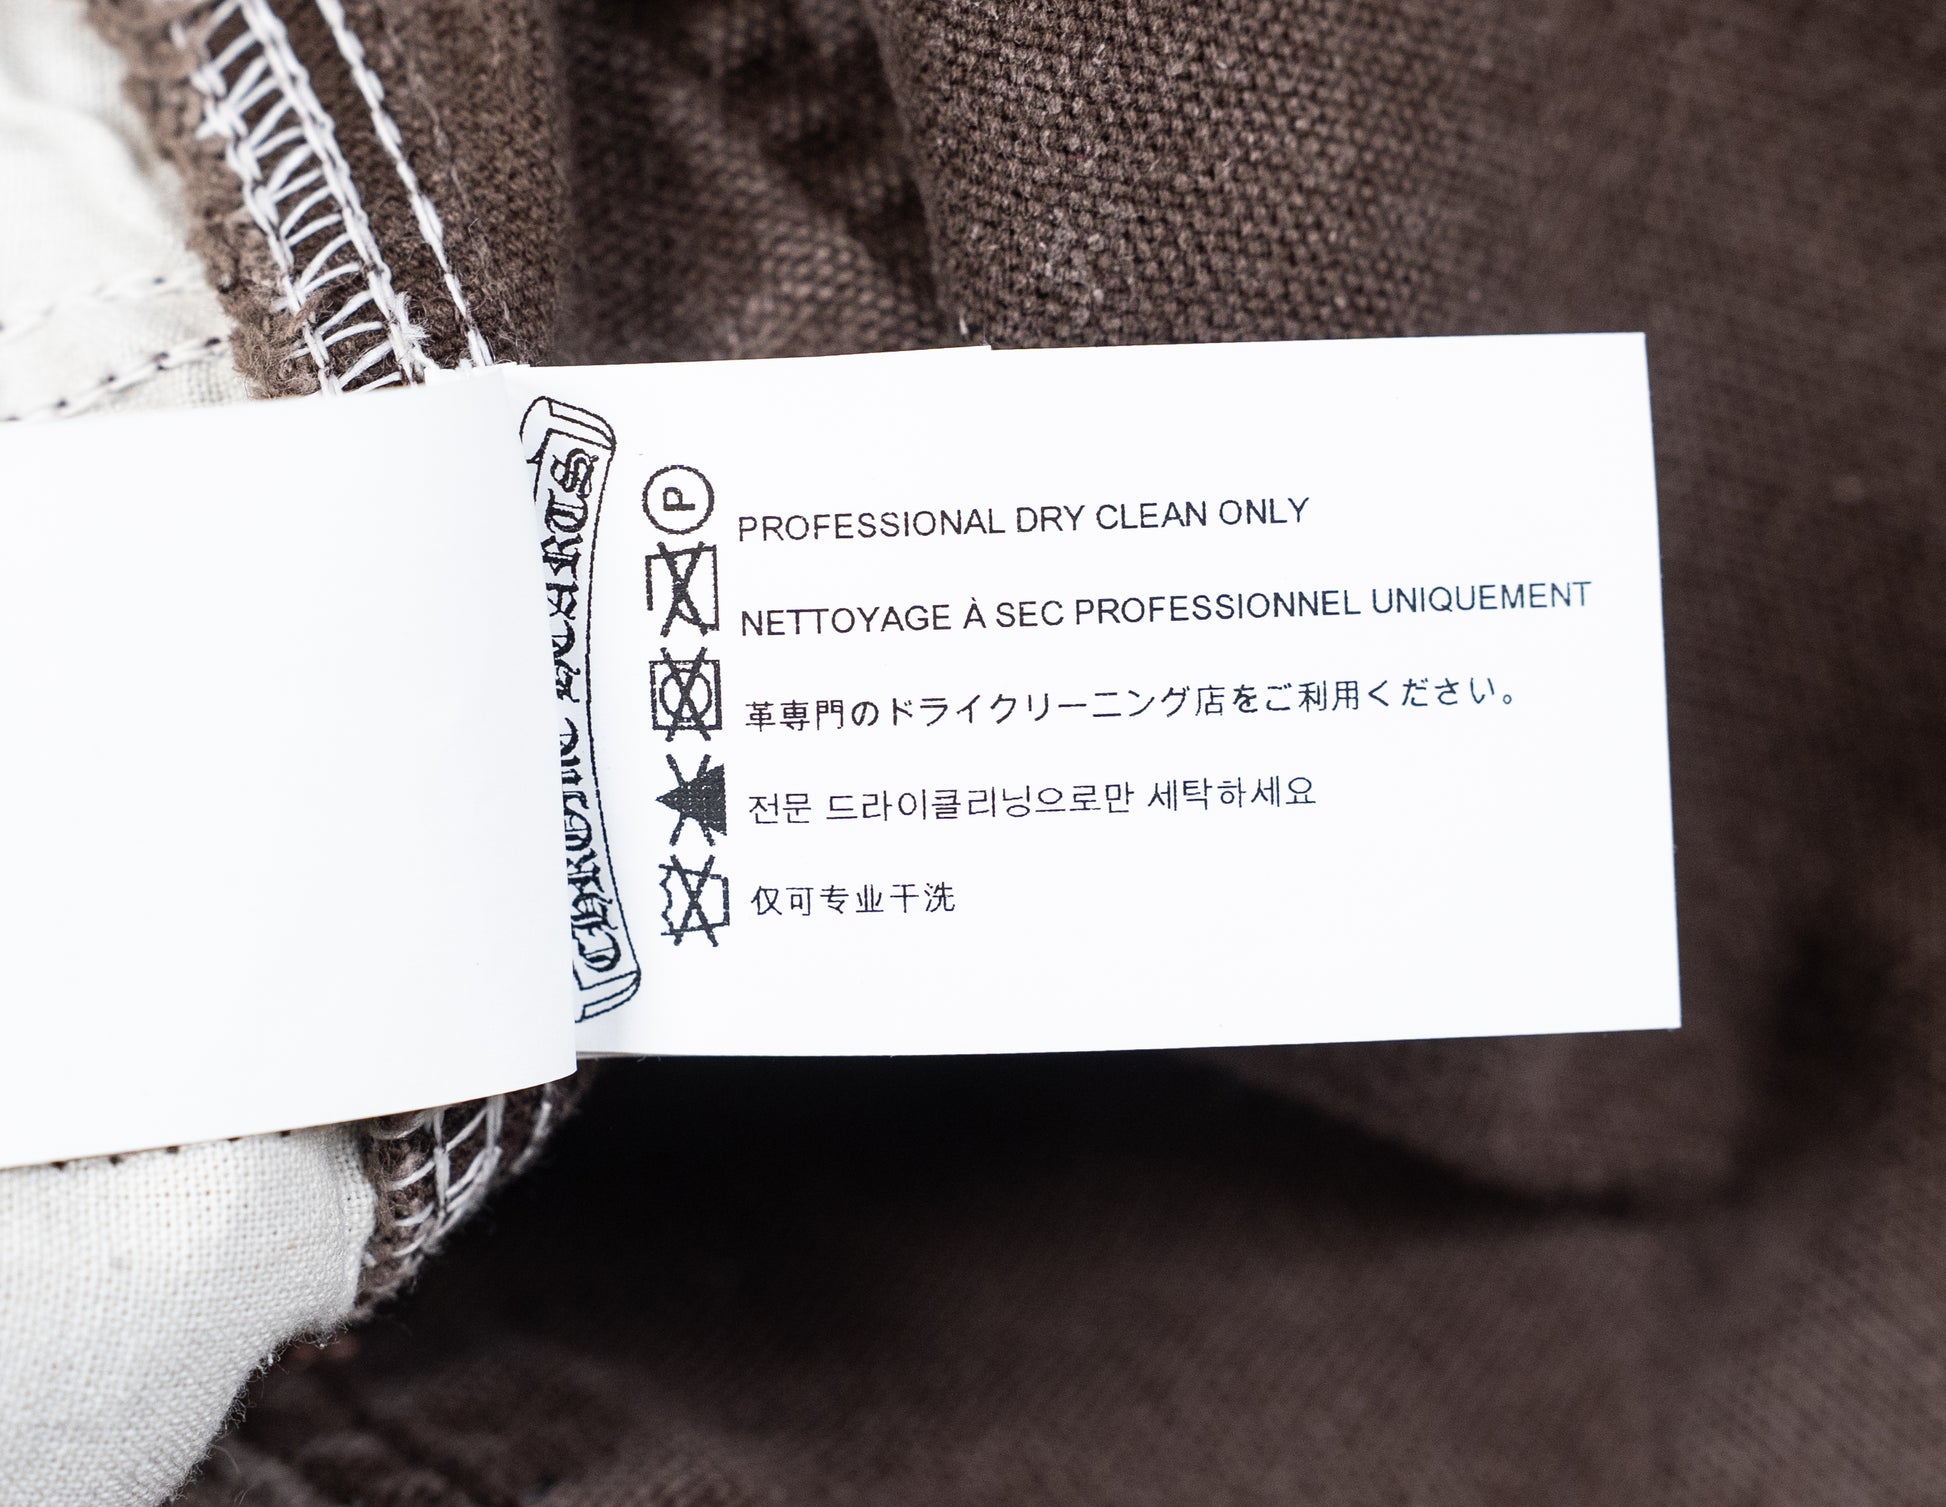 CHROME HEARTS
P
PROFESSIONAL DRY CLEAN ONLY
NETTOYAGE À SEC PROFESSIONNEL UNIQUEMENT
革専門のドライクリーニング店をご利用ください。
전문 드라이클리닝으로만 세탁하세요
仅可专业干洗